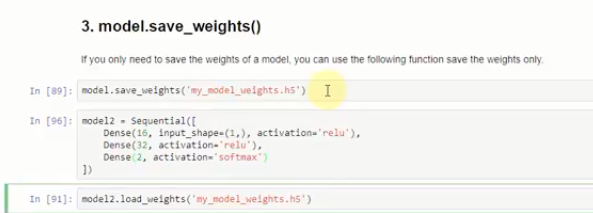 3. model.save_weights()
If you only need to save the weights of a model, you can use the following function save the weights only.
In [89]: model.save_weights('my_model_weights.h5')
In [96]: model2 = Sequential([
Dense(16, input_shape=(1,), activation='relu'),
Dense(32, activation='relu'),
Dense(2, activation='softmax')
])
In [91]: model2.load_weights('my_model_weights.h5')